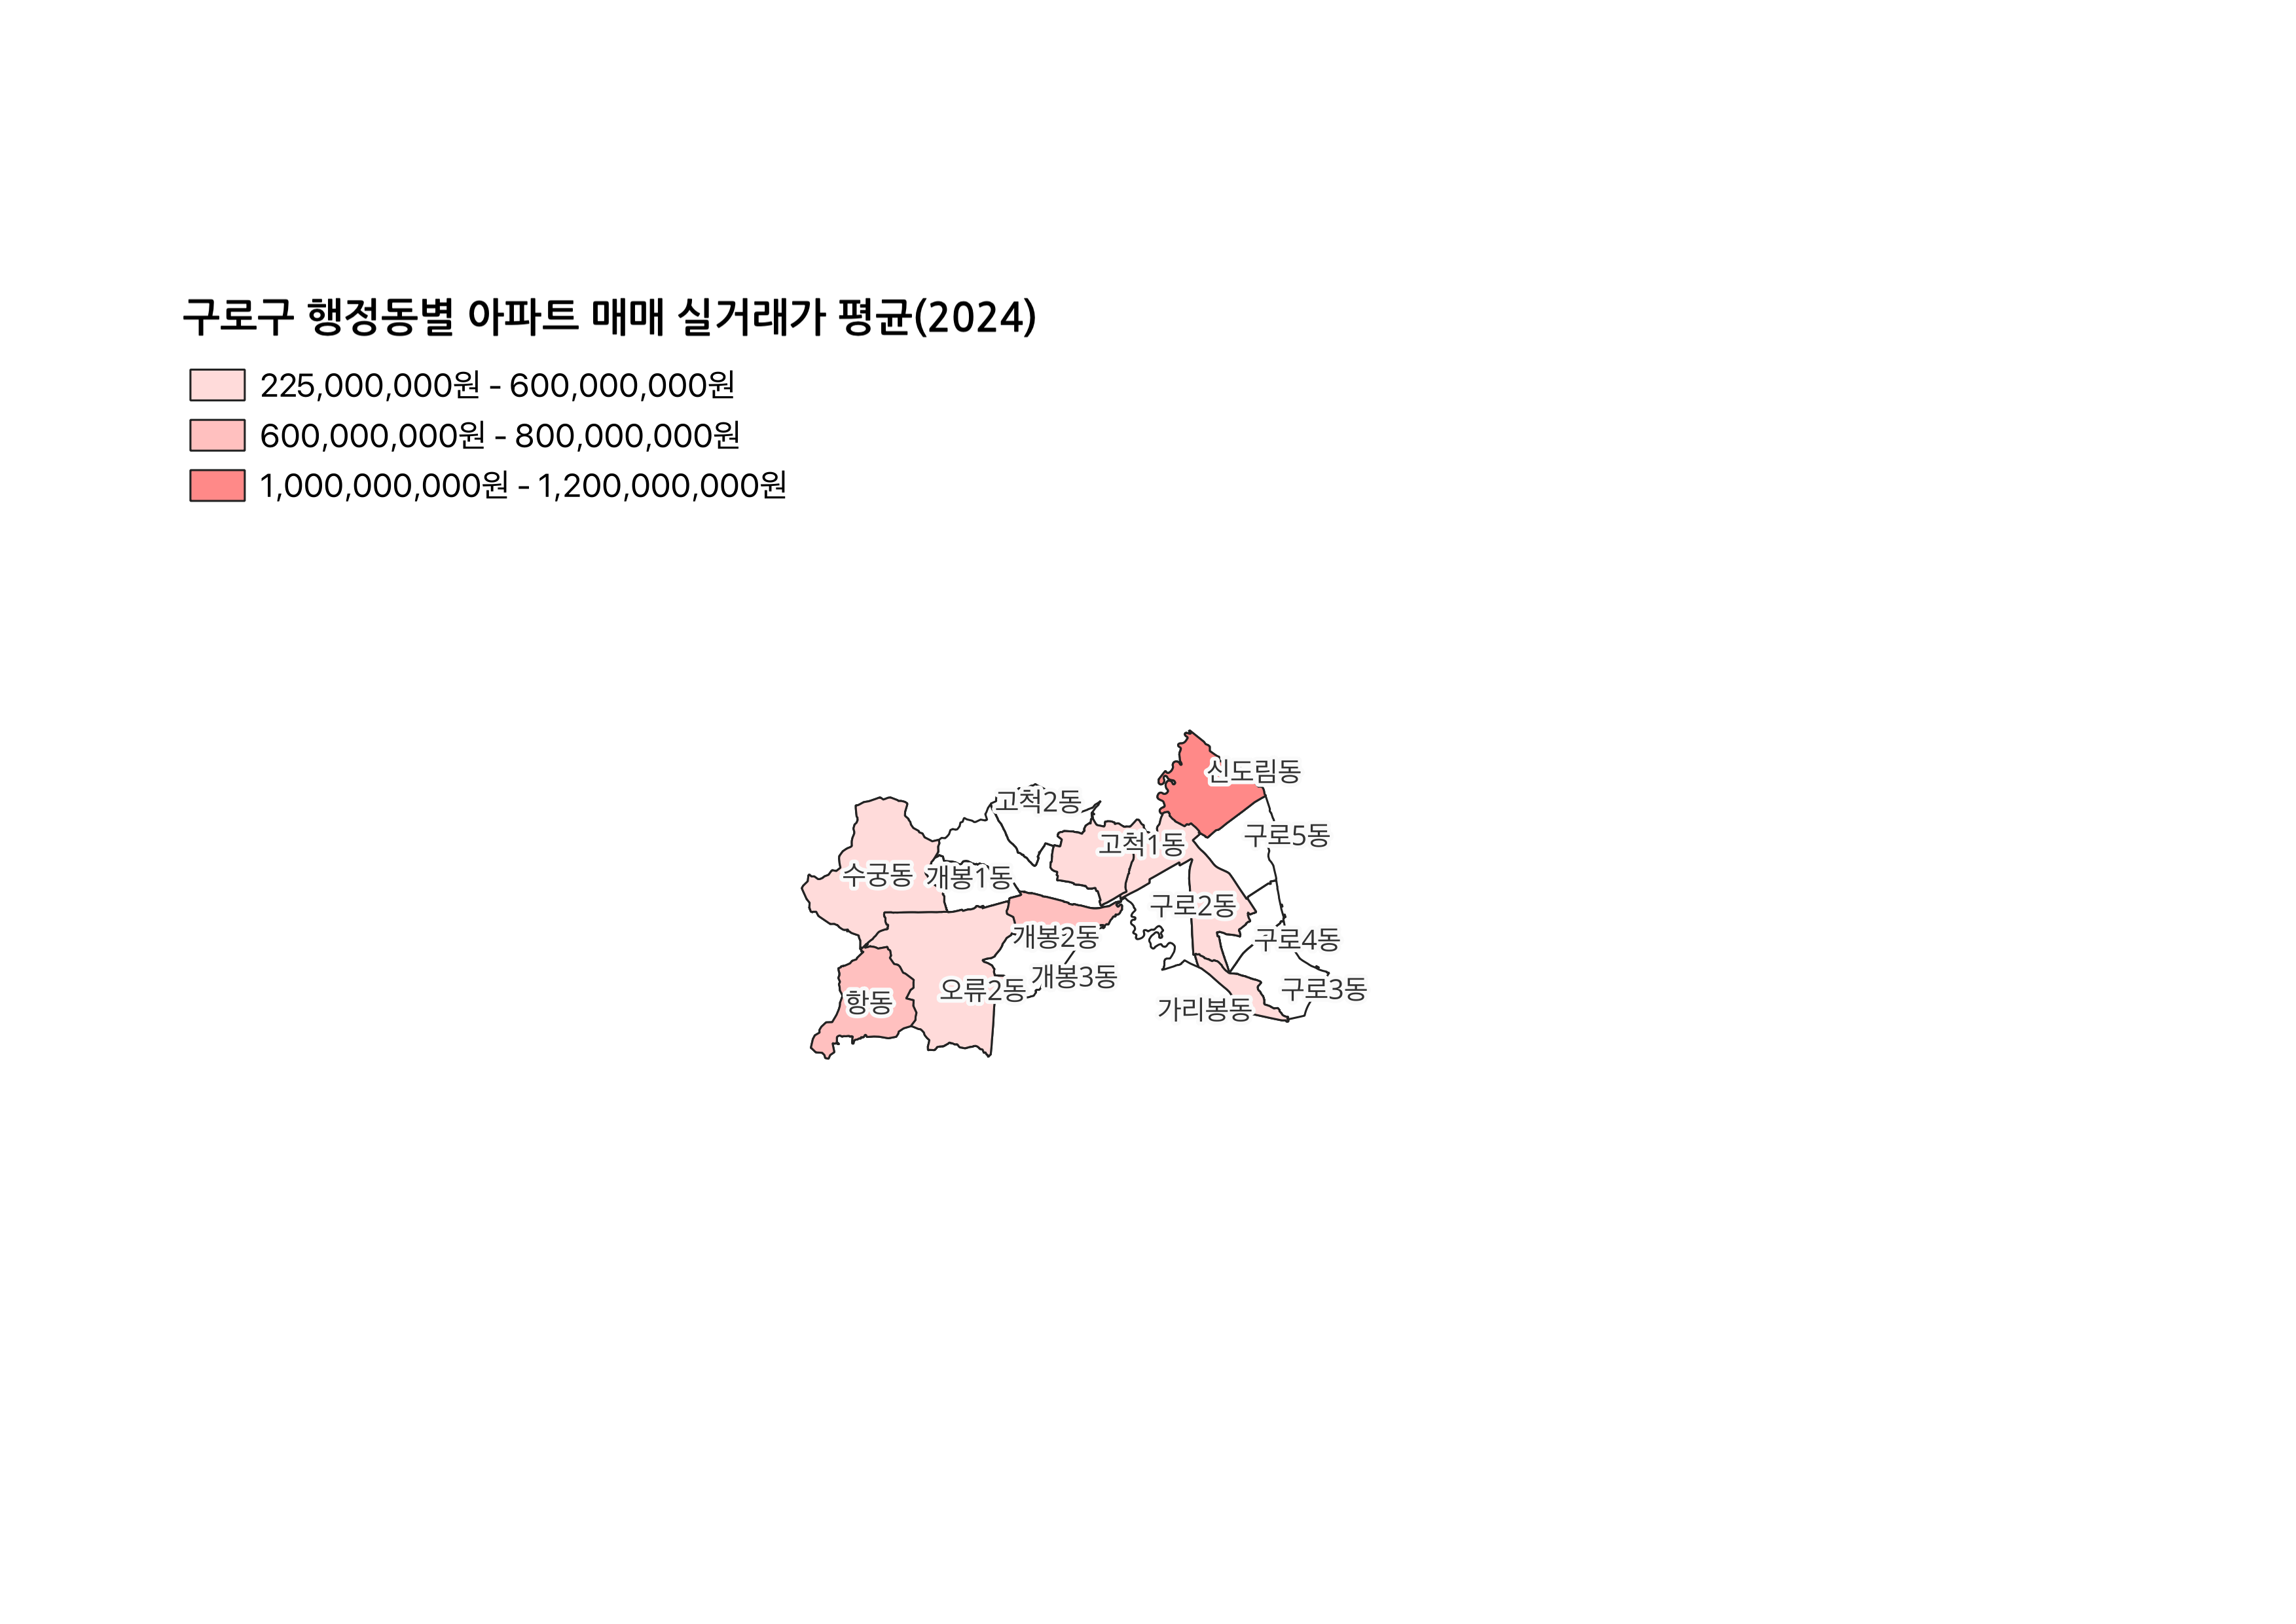 구로구 행정동별 아파트 매매 실거래가 평균(2024)
225,000,000원 - 600,000,000원
600,000,000원 - 800,000,000원
1,000,000,000원 - 1,200,000,000원
신도림동
고척2동
구로5동
고척1동
수궁동
개봉1동
구로2동
개봉2동
구로4동
개봉3동
오류2동
구로3동
항동
가리봉동